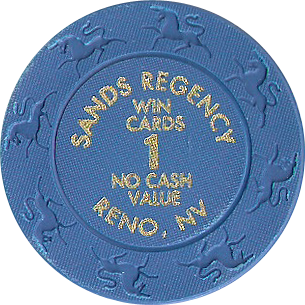 SANDS REGENCY
WIN
CARDS
1
NO CASH
VALUE
RENO, NV